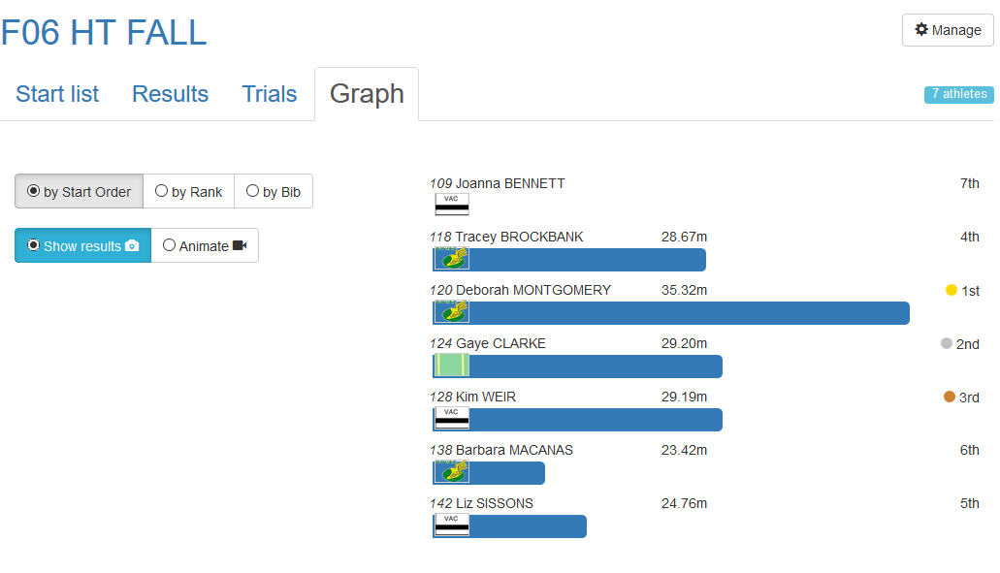 F06 HT FALL
Manage
Start list Results Trials Graph
7 athletes
by Start Order by Rank by Bib
Show results Animate
109 Joanna BENNETT 7th
VAC
118 Tracey BROCKBANK 28.67m 4th
120 Deborah MONTGOMERY 35.32m 1st
124 Gaye CLARKE 29.20m 2nd
128 Kim WEIR 29.19m 3rd
VAC
138 Barbara MACANAS 23.42m 6th
142 Liz SISSONS 24.76m 5th
VAC